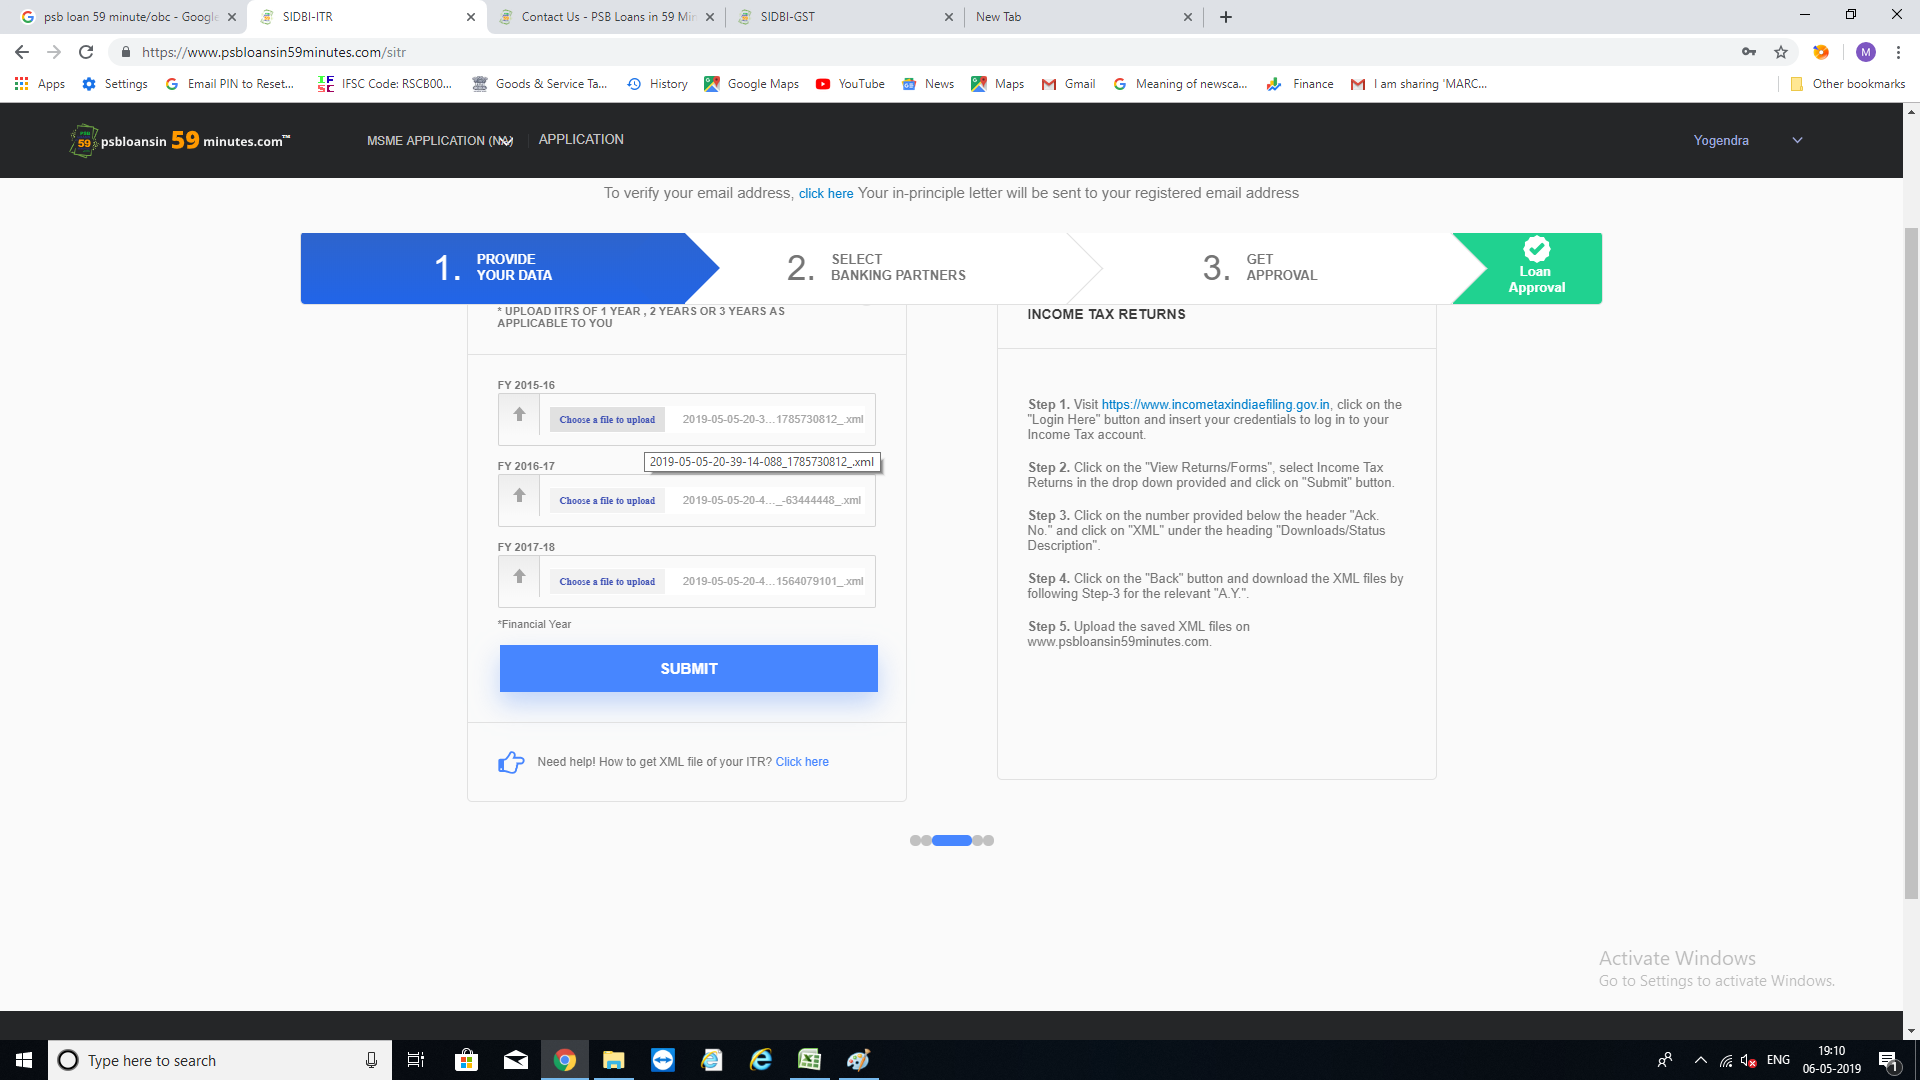 psb loan 59 minute/obc - Google
SIDBI-ITR
Contact Us - PSB Loans in 59 Min
SIDBI-GST
New Tab
https://www.psbloansin59minutes.com/sitr
M
Apps
Settings
Email PIN to Reset...
IFSC Code: RSCB00...
Goods & Service Ta...
History
Google Maps
YouTube
News
Maps
Gmail
Meaning of newsca...
Finance
I am sharing 'MARC...
Other bookmarks
psbloansin 59 minutes.com™
MSME APPLICATION (NA)
APPLICATION
Yogendra
To verify your email address, click here Your in-principle letter will be sent to your registered email address
1. PROVIDE
YOUR DATA
2. SELECT
BANKING PARTNERS
3. GET
APPROVAL
Loan
Approval
* UPLOAD ITRS OF 1 YEAR , 2 YEARS OR 3 YEARS AS
APPLICABLE TO YOU
FY 2015-16
Choose a file to upload 2019-05-05-20-3...1785730812_.xml
2019-05-05-20-39-14-088_1785730812_.xml
FY 2016-17
Choose a file to upload 2019-05-05-20-4..._-63444448_.xml
FY 2017-18
Choose a file to upload 2019-05-05-20-4...1564079101_.xml
*Financial Year
SUBMIT
Need help! How to get XML file of your ITR? Click here
INCOME TAX RETURNS
Step 1. Visit https://www.incometaxindiaefiling.gov.in, click on the
"Login Here" button and insert your credentials to log in to your
Income Tax account.
Step 2. Click on the "View Returns/Forms", select Income Tax
Returns in the drop down provided and click on "Submit" button.
Step 3. Click on the number provided below the header "Ack.
No." and click on "XML" under the heading "Downloads/Status
Description".
Step 4. Click on the "Back" button and download the XML files by
following Step-3 for the relevant "A.Y.".
Step 5. Upload the saved XML files on
www.psbloansin59minutes.com.
Activate Windows
Go to Settings to activate Windows.
Type here to search
ENG
19:10
06-05-2019
1